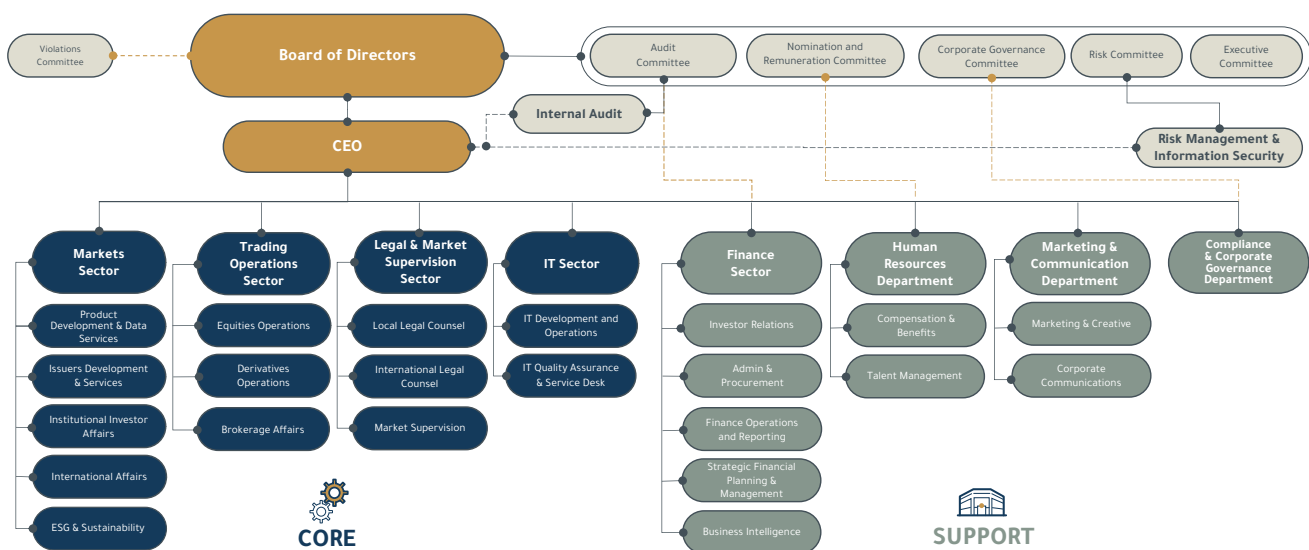 Violations
Committee
Board of Directors
Audit
Committee
Nomination and
Remuneration Committee
Corporate Governance
Committee
Risk Committee
Executive
Committee
Internal Audit
CEO
Risk Management &
Information Security
Markets
Sector
Product
Development & Data
Services
Issuers Development
& Services
Institutional Investor
Affairs
International Affairs
ESG & Sustainability
Trading
Operations
Sector
Equities Operations
Derivatives
Operations
Brokerage Affairs
Legal & Market
Supervision
Sector
Local Legal Counsel
International Legal
Counsel
Market Supervision
IT Sector
IT Development and
Operations
IT Quality Assurance
& Service Desk
Finance
Sector
Investor Relations
Admin &
Procurement
Finance Operations
and Reporting
Strategic Financial
Planning &
Management
Business Intelligence
Human
Resources
Department
Compensation &
Benefits
Talent Management
Marketing &
Communication
Department
Marketing & Creative
Corporate
Communications
Compliance
& Corporate
Governance
Department
CORE
SUPPORT